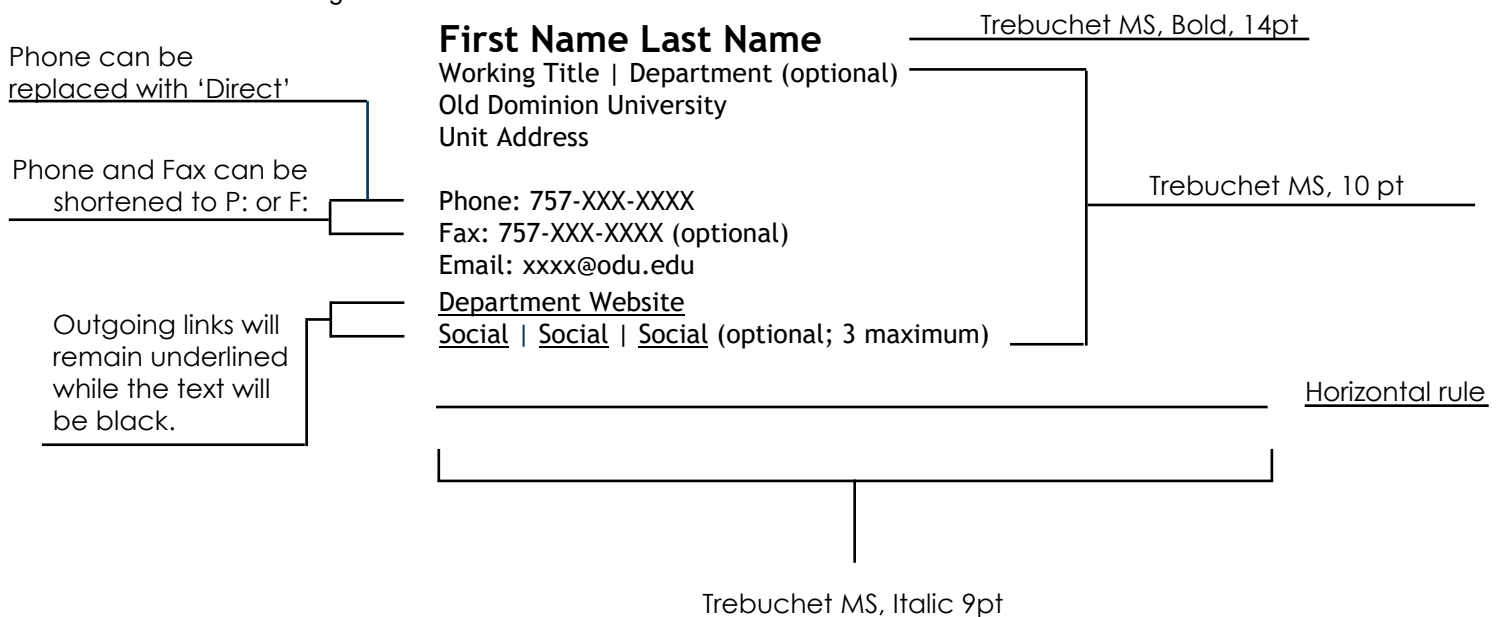 First Name Last Name
Working Title | Department (optional)
Old Dominion University
Unit Address
Phone: 757-XXX-XXXX
Fax: 757-XXX-XXXX (optional)
Email: xxxx@odu.edu
Department Website
Social | Social | Social (optional; 3 maximum)
Phone can be
replaced with ‘Direct’
Phone and Fax can be
shortened to P: or F:
Outgoing links will
remain underlined
while the text will
be black.
Trebuchet MS, Bold, 14pt
Trebuchet MS, 10 pt
Horizontal rule
Trebuchet MS, Italic 9pt